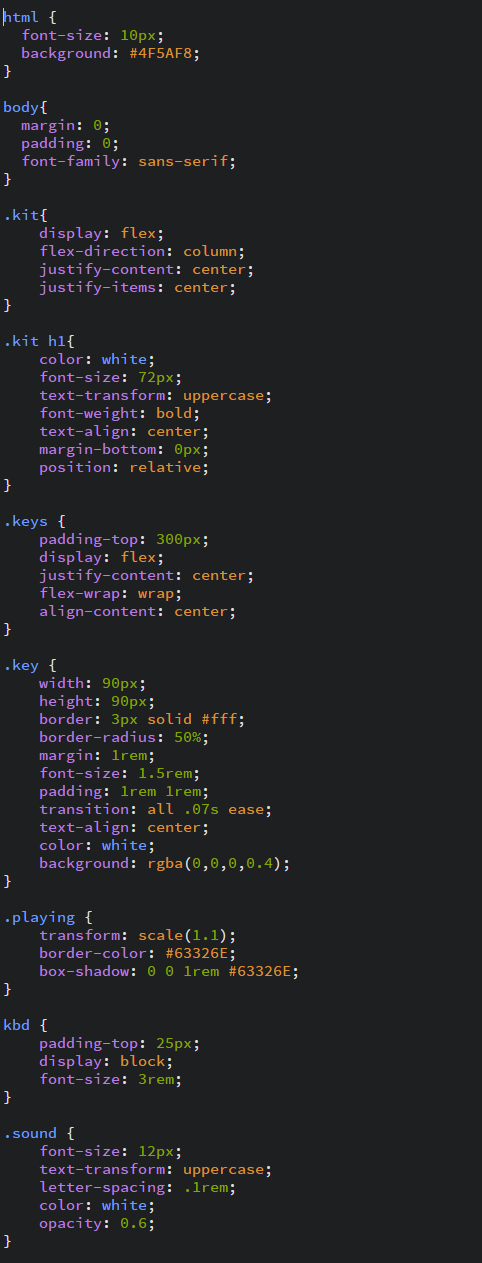 html {
  font-size: 10px;
  background: #4F5AF8;
}

body{
  margin: 0;
  padding: 0;
  font-family: sans-serif;
}

.kit{
    display: flex;
    flex-direction: column;
    justify-content: center;
    justify-items: center;
}

.kit h1{
    color: white;
    font-size: 72px;
    text-transform: uppercase;
    font-weight: bold;
    text-align: center;
    margin-bottom: 0px;
    position: relative;
}

.keys {
    padding-top: 300px;
    display: flex;
    justify-content: center;
    flex-wrap: wrap;
    align-content: center;
}

.key {
    width: 90px;
    height: 90px;
    border: 3px solid #fff;
    border-radius: 50%;
    margin: 1rem;
    font-size: 1.5rem;
    padding: 1rem 1rem;
    transition: all .07s ease;
    text-align: center;
    color: white;
    background: rgba(0,0,0,0.4);
}

.playing {
    transform: scale(1.1);
    border-color: #63326E;
    box-shadow: 0 0 1rem #63326E;
}

kbd {
    padding-top: 25px;
    display: block;
    font-size: 3rem;
}

.sound {
    font-size: 12px;
    text-transform: uppercase;
    letter-spacing: .1rem;
    color: white;
    opacity: 0.6;
}